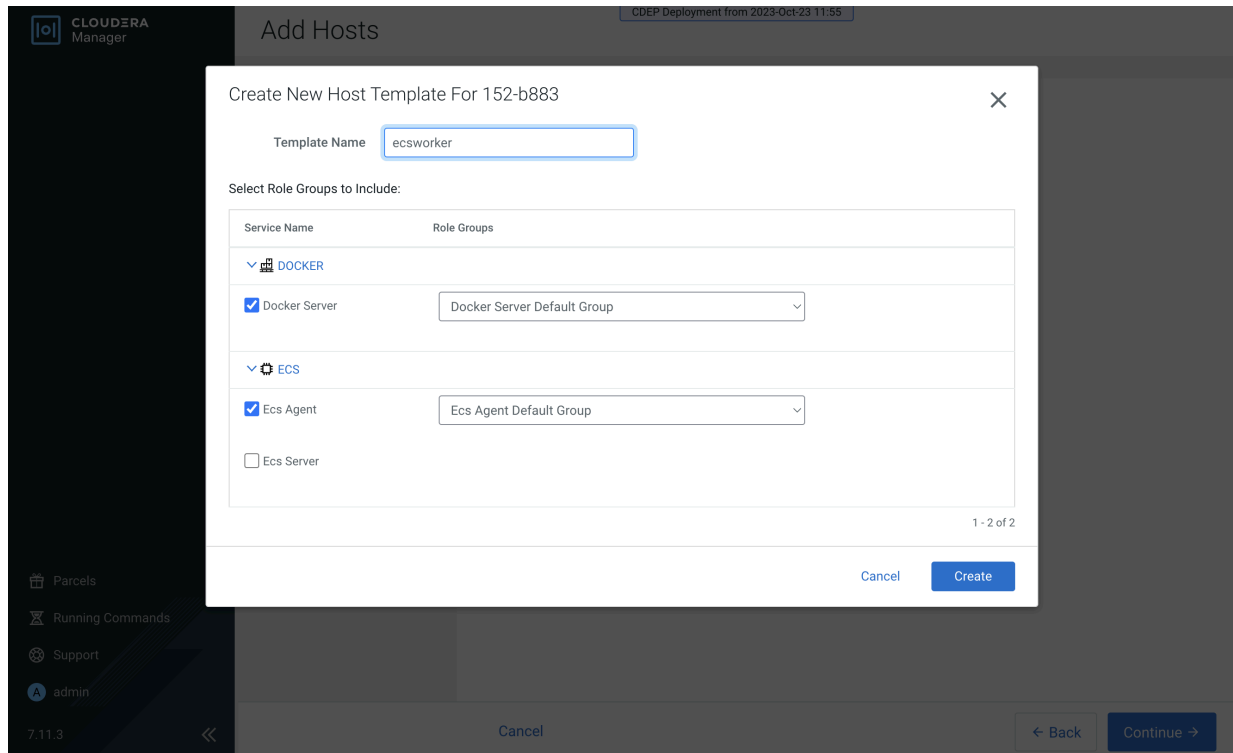 CLOUDERA
Manager
Add Hosts
CDEP Deployment from 2023-Oct-23 11:55
Create New Host Template For 152-b883
Template Name
ecsworker
Select Role Groups to Include:
Service Name Role Groups
DOCKER
Docker Server Docker Server Default Group
ECS
Ecs Agent Ecs Agent Default Group
Ecs Server
1 - 2 of 2
Cancel Create
Parcels
Running Commands
Support
A admin
7.11.3
Cancel
← Back Continue →